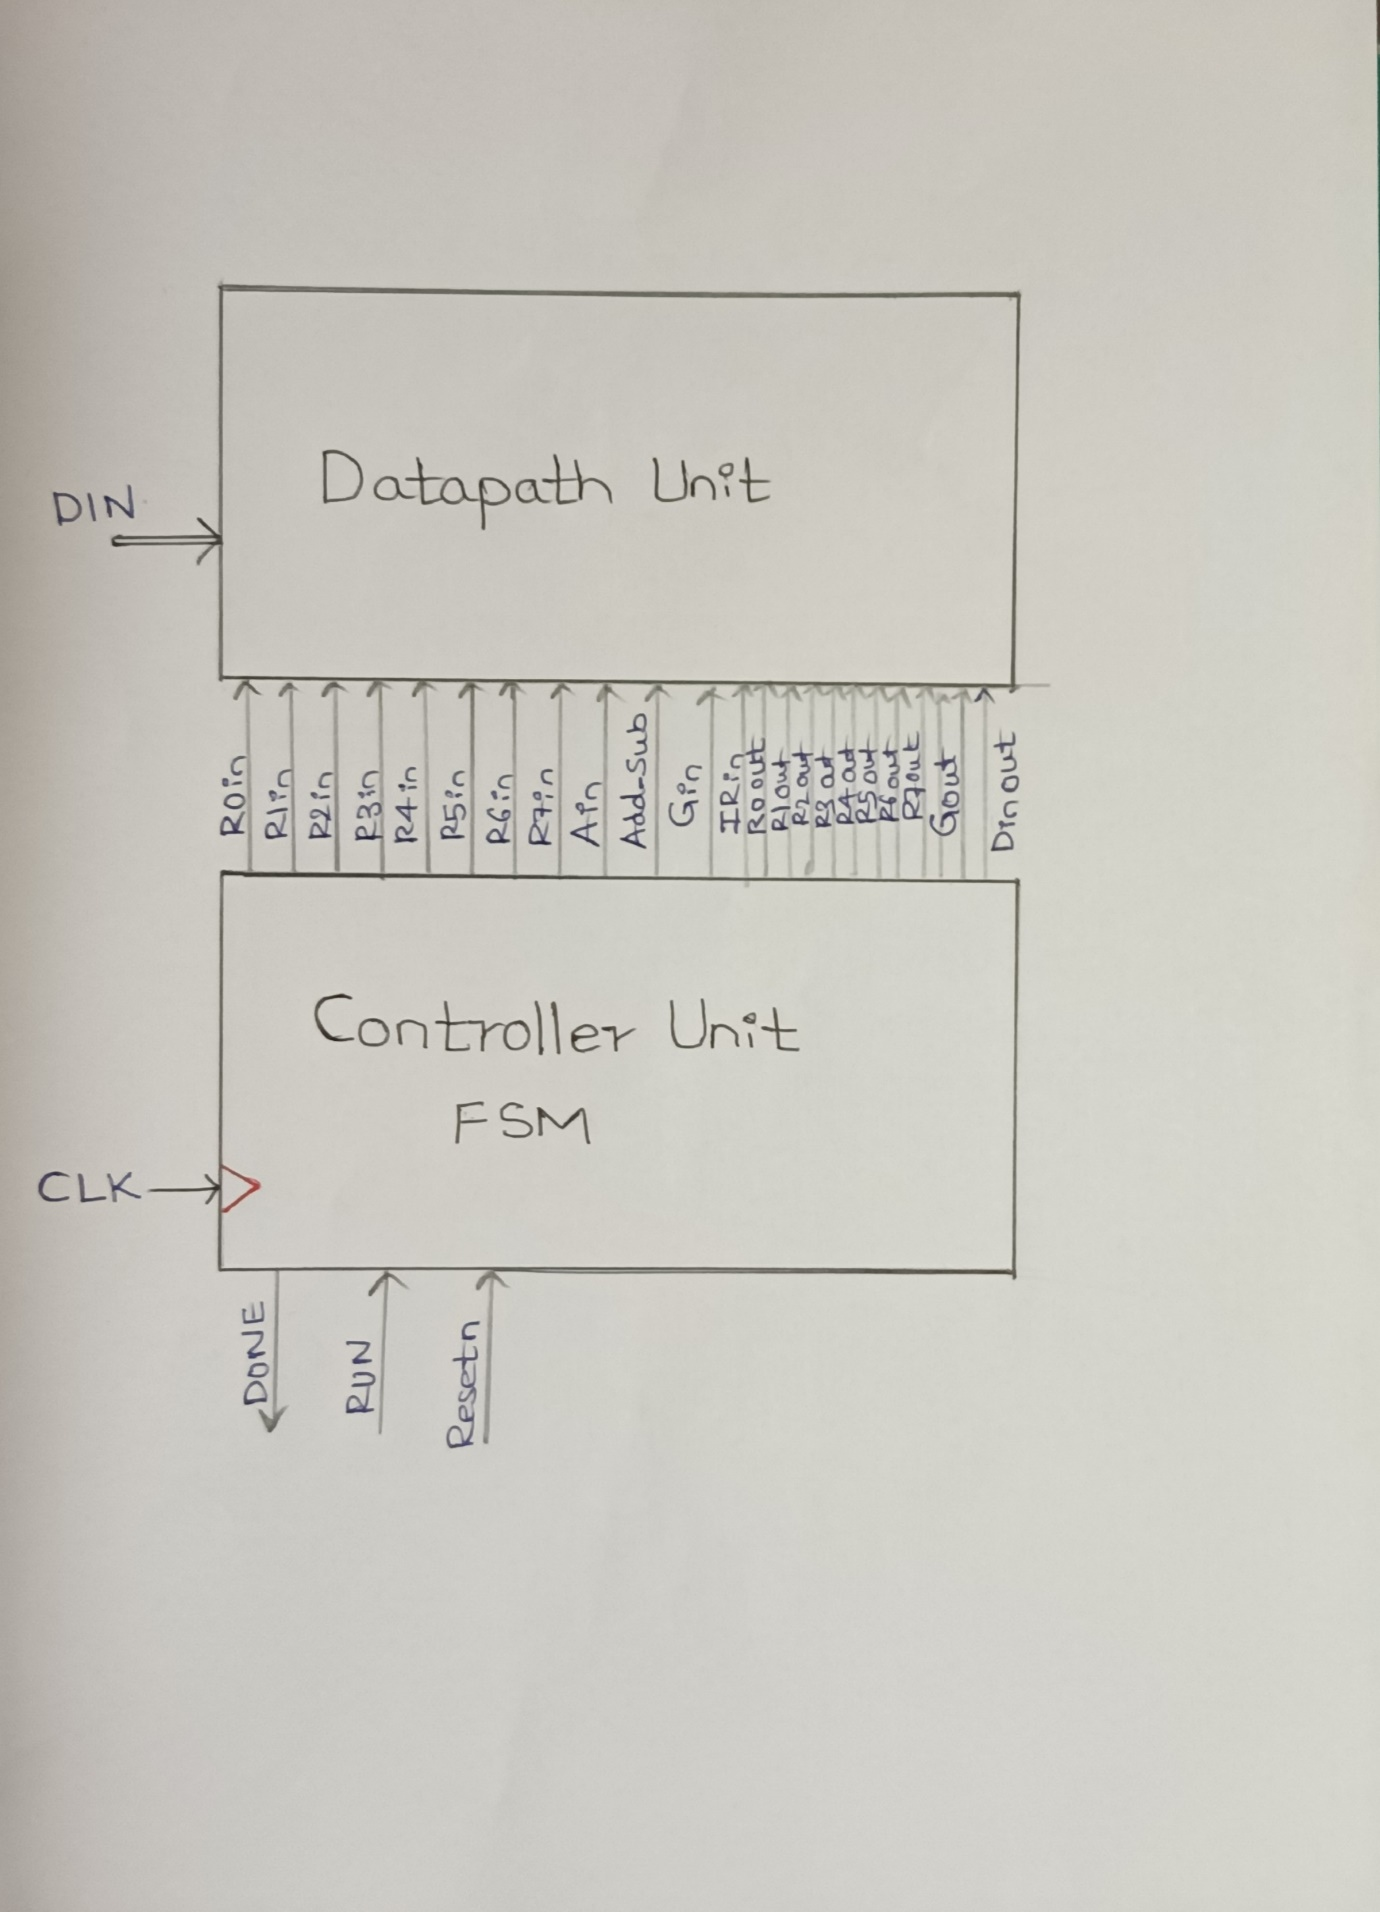 Datapath Unit
DIN
R0in
R1in
R2in
R3in
R4in
R5in
R6in
R7in
Ain
Add-Sub
Gin
IRin
R0out
R1out
R2out
R3out
R4out
R5out
R6out
R7out
Gout
Dinout
Controller Unit
FSM
CLK
DONE
RUN
Resetn